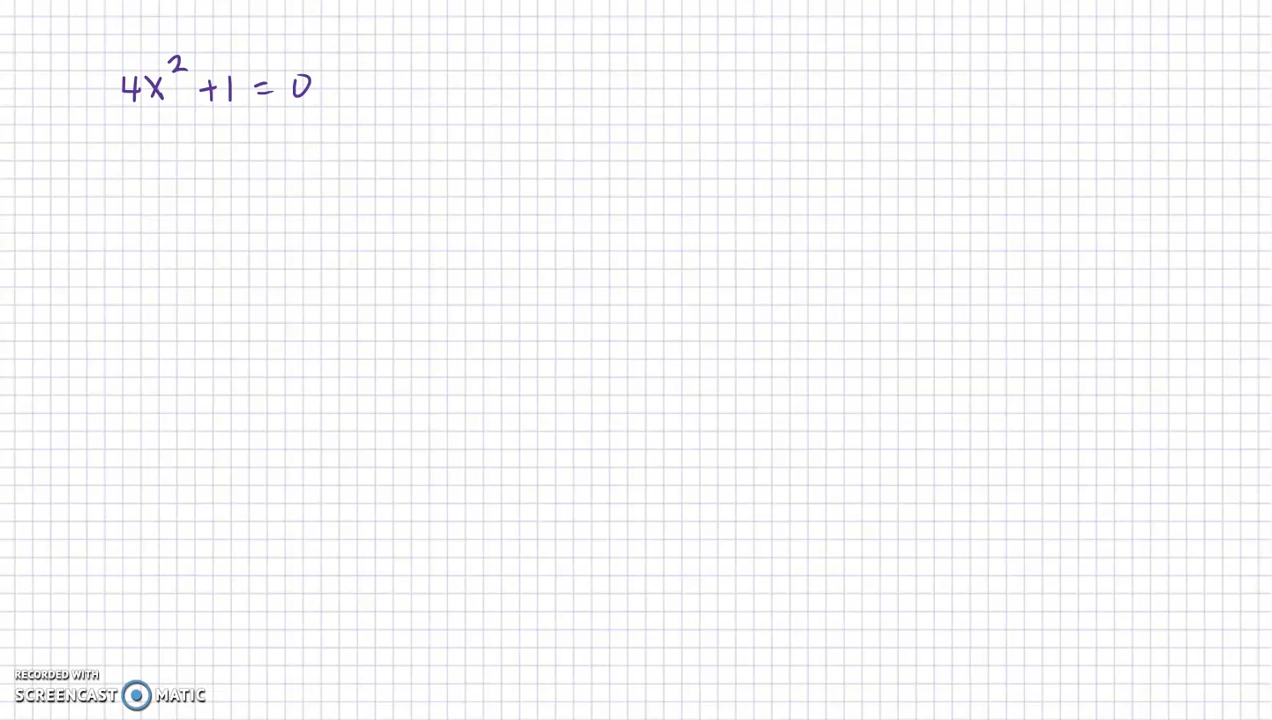 4x² +1 = 0
RECORDED WITH
SCREENCAST MATIC